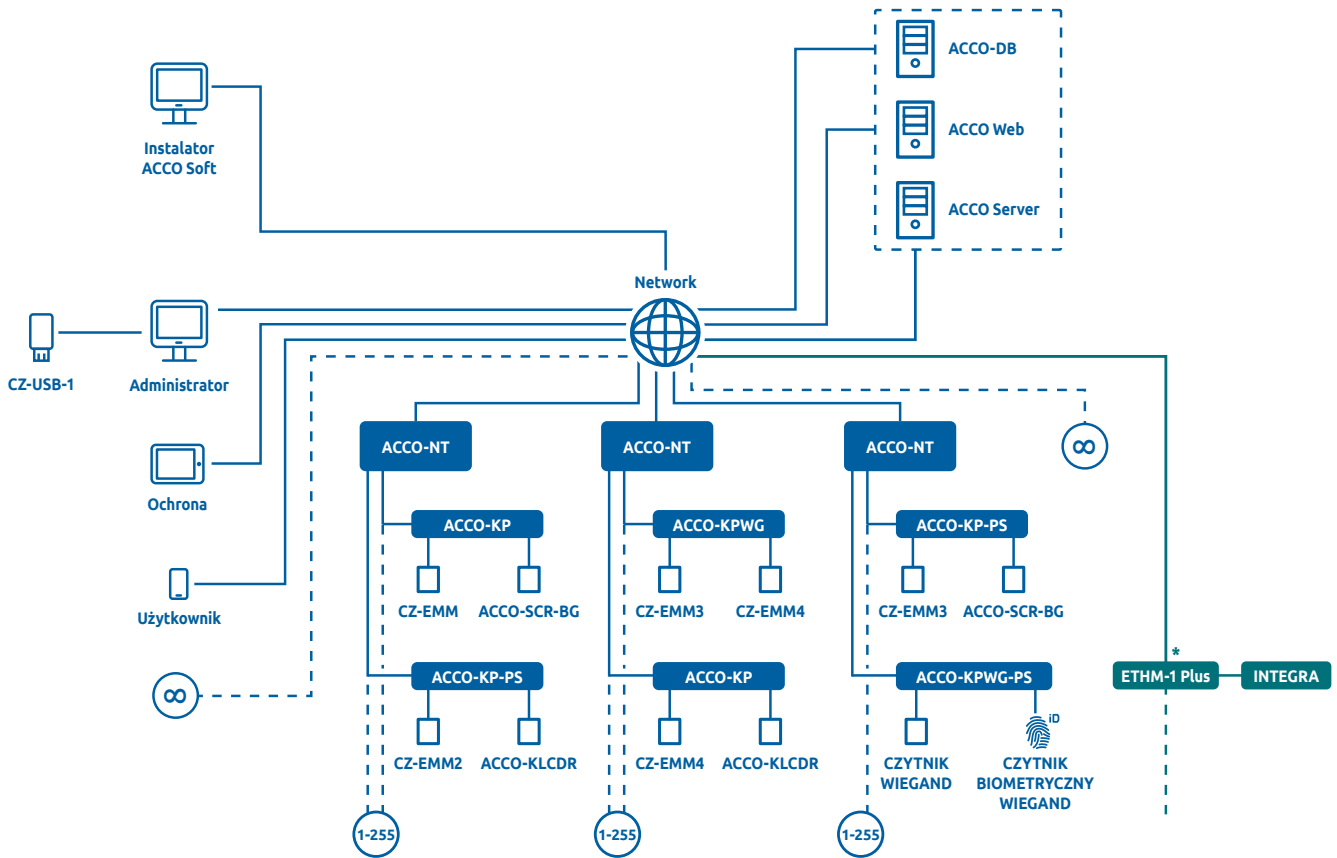 ACCO-DB
ACCO Web
ACCO Server
Instalator
ACCO Soft
Network
CZ-USB-1
Administrator
Ochrona
Użytkownik
∞
∞
ACCO-NT
ACCO-NT
ACCO-NT
ACCO-KP
ACCO-KPWG
ACCO-KP-PS
CZ-EMM
ACCO-SCR-BG
CZ-EMM3
CZ-EMM4
CZ-EMM3
ACCO-SCR-BG
*
ETHM-1 Plus
INTEGRA
ACCO-KP-PS
ACCO-KP
ACCO-KPWG-PS
iD
CZ-EMM2
ACCO-KLCDR
CZ-EMM4
ACCO-KLCDR
CZYTNIK
WIEGAND
CZYTNIK
BIOMETRYCZNY
WIEGAND
1-255
1-255
1-255